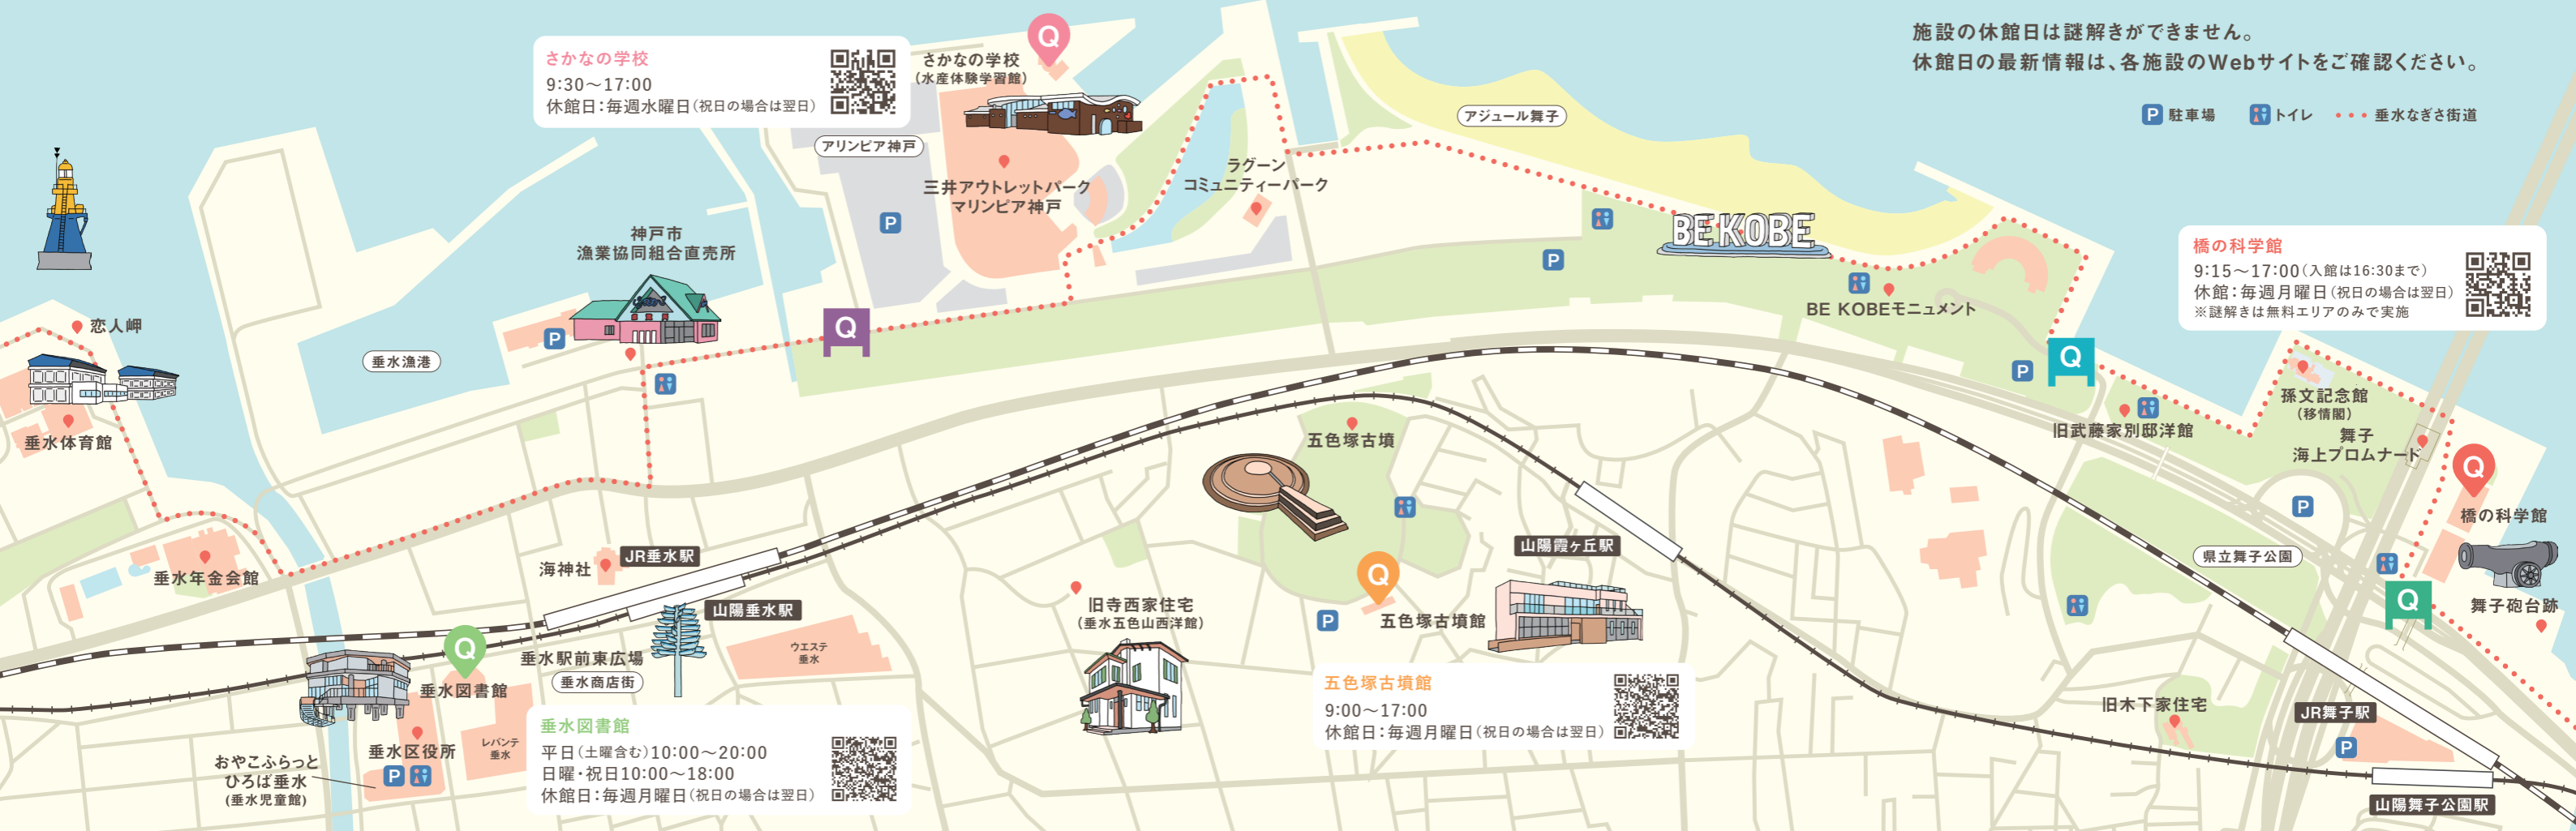 施設の休館日は謎解きができません。
休館日の最新情報は、各施設のWebサイトをご確認ください。
P 駐車場
トイレ
垂水なぎさ街道
さかなの学校
9:30～17:00
休館日：毎週水曜日（祝日の場合は翌日）
Q
さかなの学校
（水産体験学習館）
アリンピア神戸
三井アウトレットパーク
マリンピア神戸
P
ラグーン
コミュニティーパーク
アジュール舞子
BE KOBE
P
BE KOBEモニュメント
橋の科学館
9:15～17:00（入館は16:30まで）
休館：毎週月曜日（祝日の場合は翌日）
※謎解きは無料エリアのみで実施
神戸市
漁業協同組合直売所
P
Q
恋人岬
垂水漁港
垂水体育館
垂水年金会館
Q
P
旧武藤家別邸洋館
孫文記念館
（移情閣）
舞子
海上プロムナード
Q
橋の科学館
P
県立舞子公園
Q
舞子砲台跡
五色塚古墳
山陽霞ヶ丘駅
海神社
JR垂水駅
山陽垂水駅
Q
垂水図書館
垂水駅前東広場
垂水商店街
ウエステ
垂水
旧寺西家住宅
（垂水五色山西洋館）
Q
P
五色塚古墳館
五色塚古墳館
9:00～17:00
休館日：毎週月曜日（祝日の場合は翌日）
旧木下家住宅
JR舞子駅
P
山陽舞子公園駅
垂水区役所
P
レバンテ
垂水
おやこふらっと
ひろば垂水
(垂水児童館)
垂水図書館
平日（土曜含む）10:00～20:00
日曜・祝日10:00～18:00
休館日：毎週月曜日（祝日の場合は翌日）